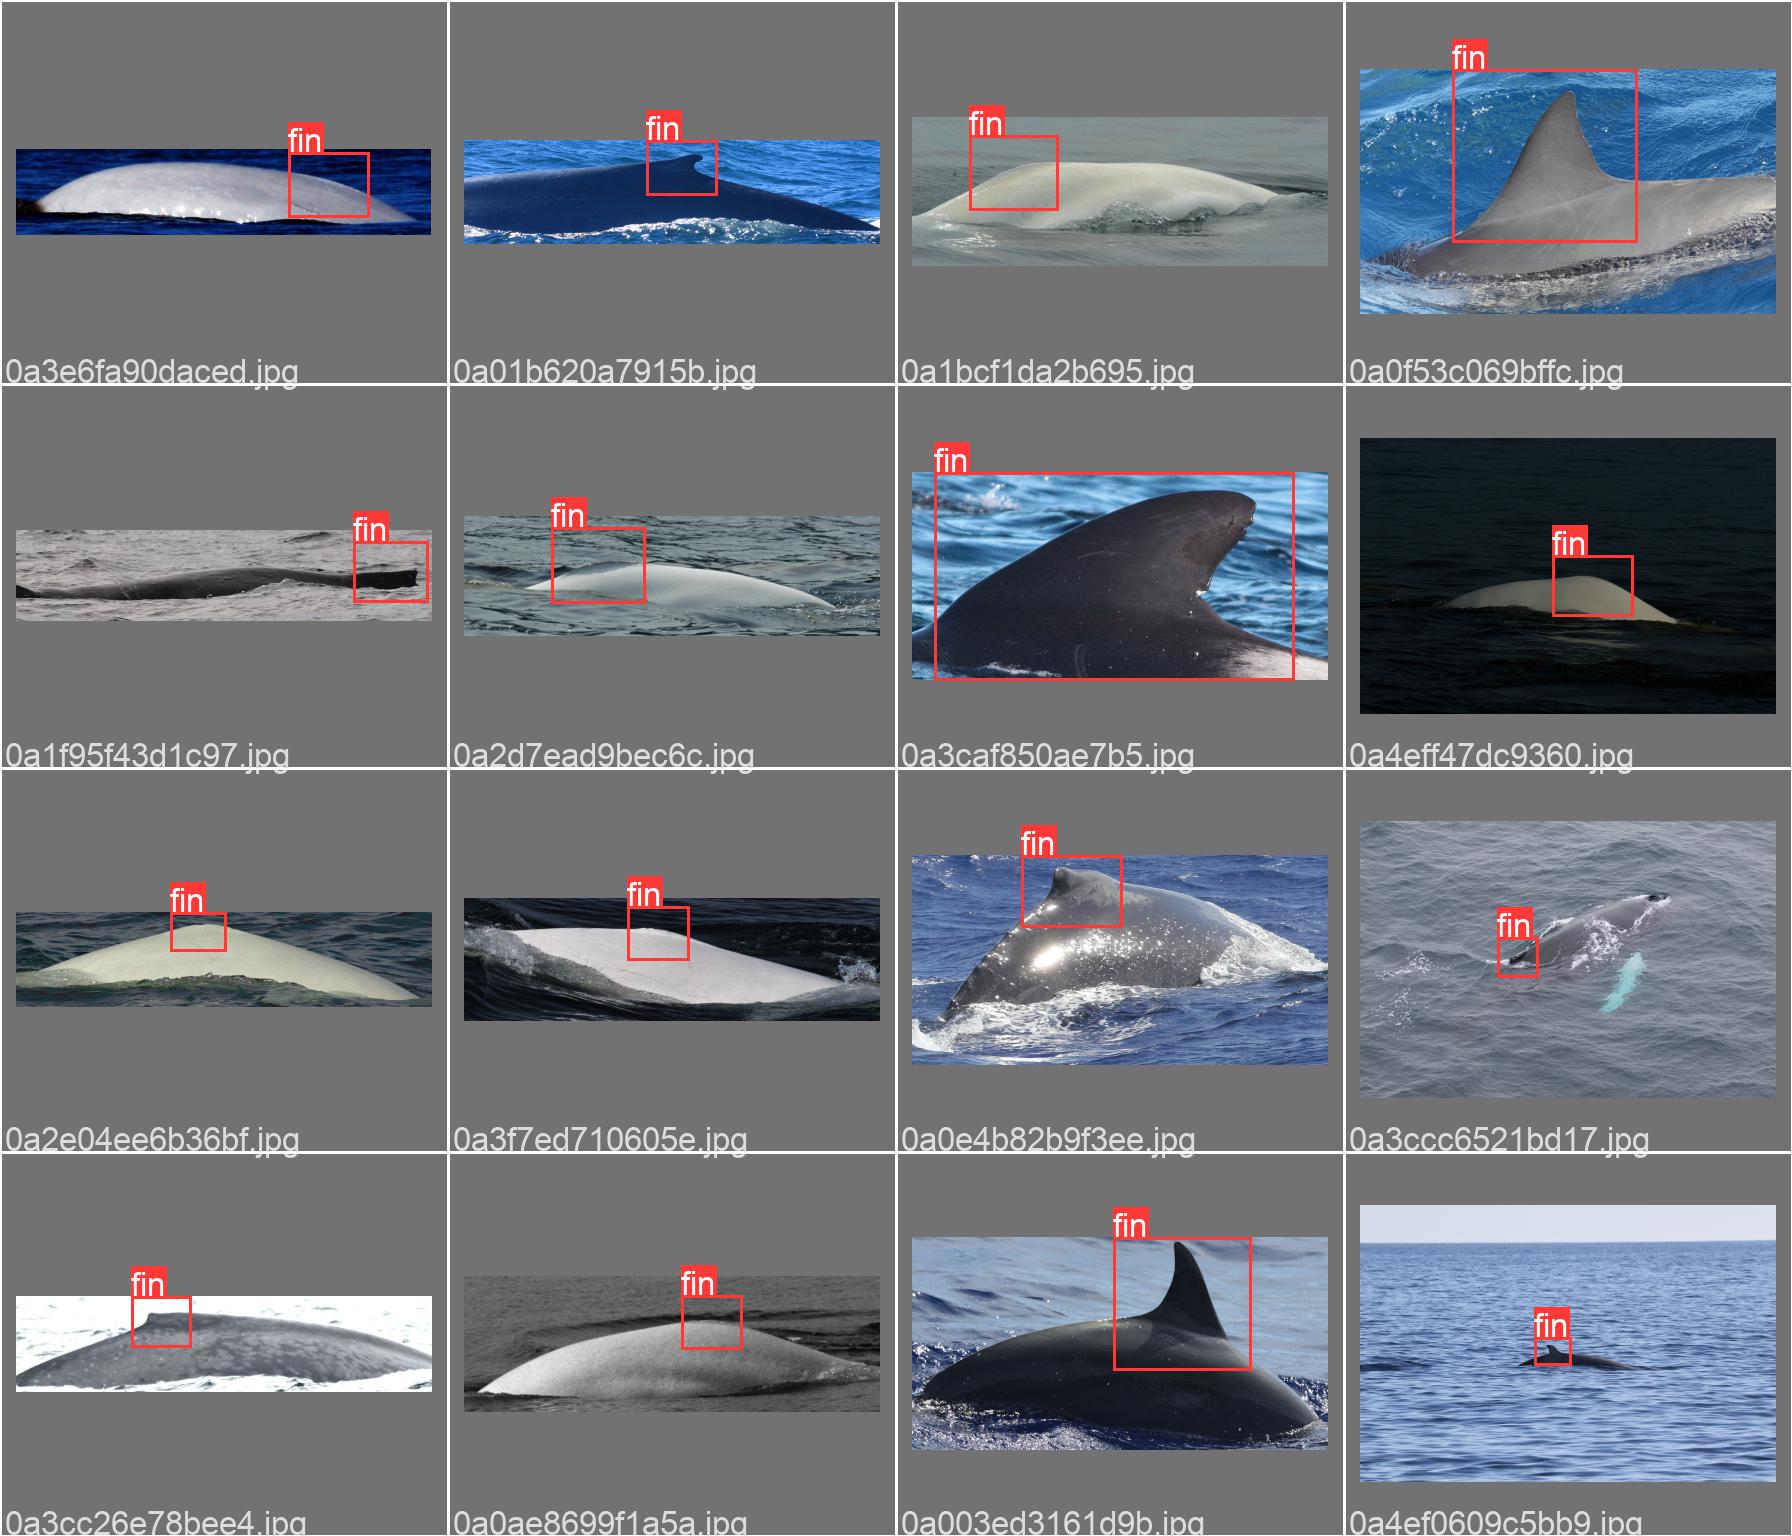 fin
0a3e6fa90daced.jpg
fin
0a01b620a7915b.jpg
fin
0a1bcf1da2b695.jpg
fin
0a0f53c069bffc.jpg
fin
0a1f95f43d1c97.jpg
fin
0a2d7ead9bec6c.jpg
fin
0a3caf850ae7b5.jpg
fin
0a4eff47dc9360.jpg
fin
0a2e04ee6b36bf.jpg
fin
0a3f7ed710605e.jpg
fin
0a0e4b82b9f3ee.jpg
fin
0a3ccc6521bd17.jpg
fin
0a3cc26e78bee4.jpg
fin
0a0ae8699f1a5a.jpg
fin
0a003ed3161d9b.jpg
fin
0a4ef0609c5bb9.jpg